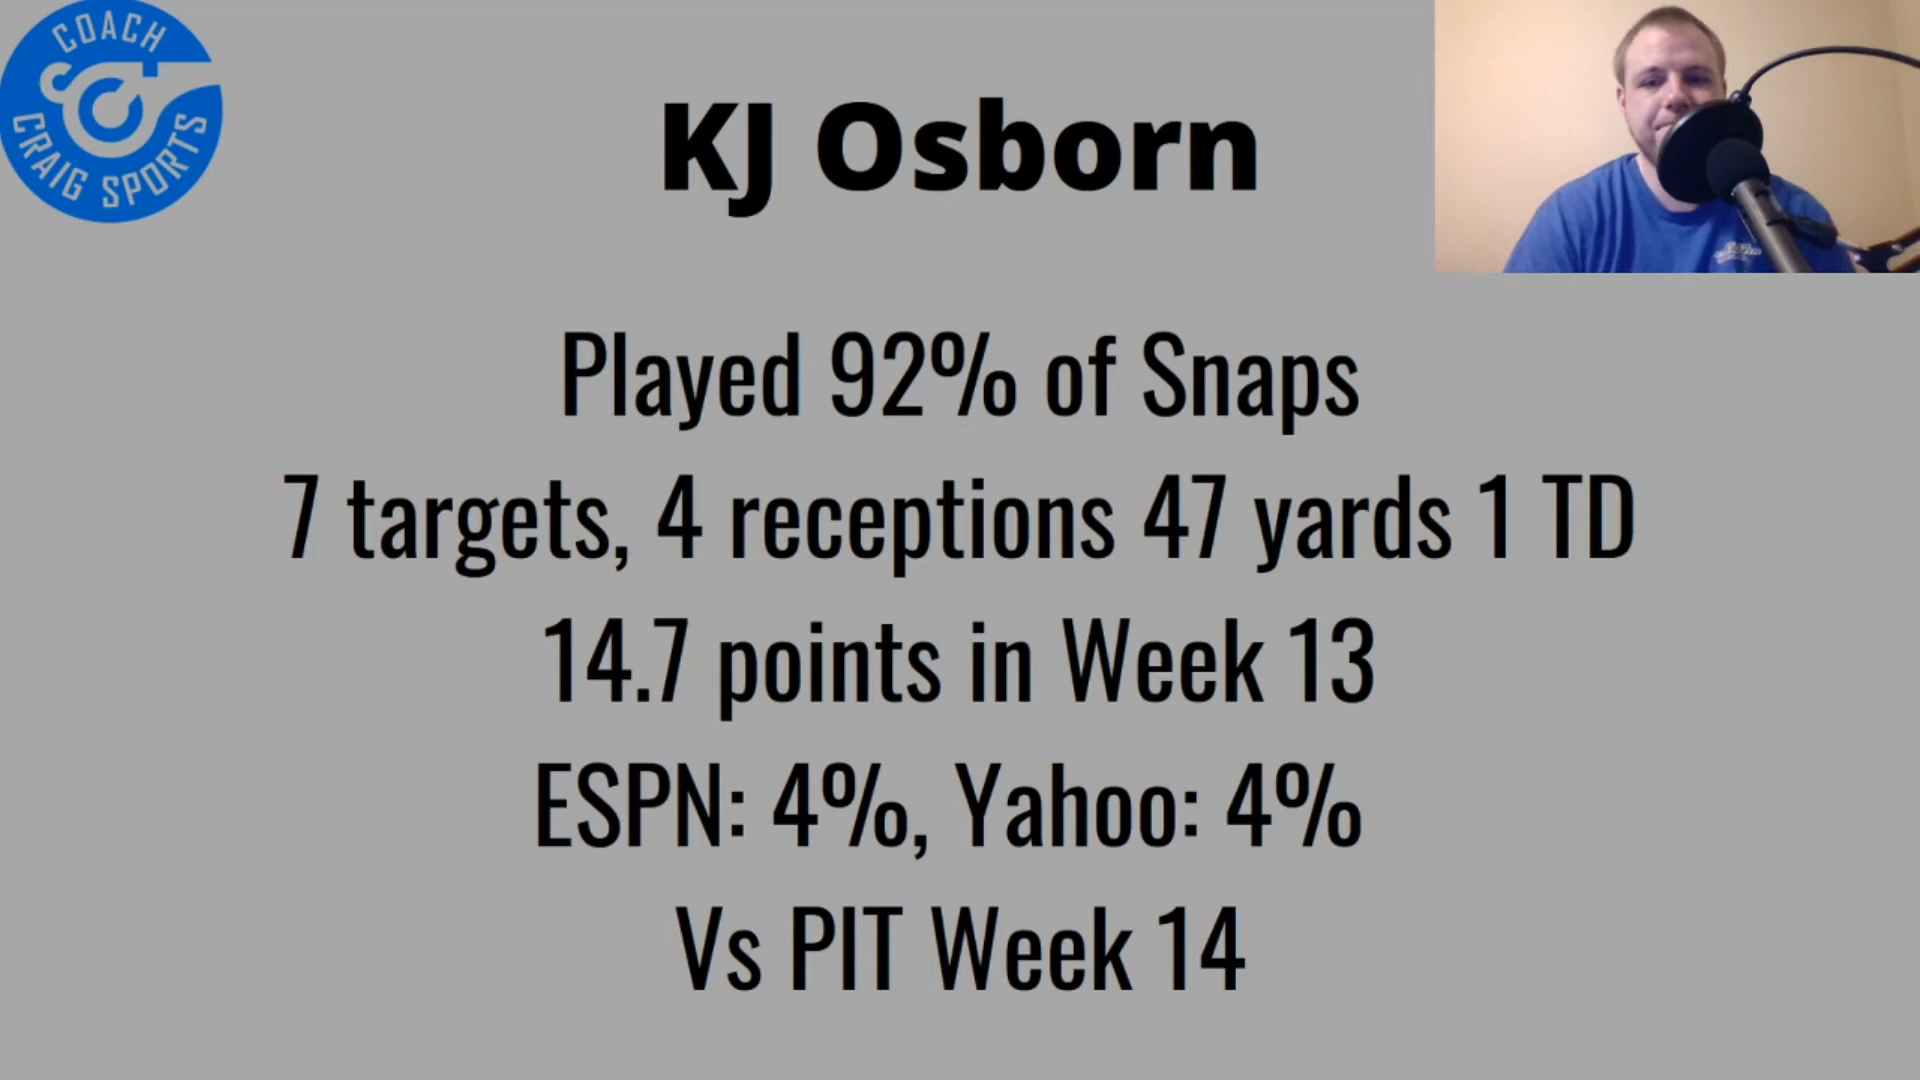 COACH
CRAIG SPORTS
KJ Osborn
Played 92% of Snaps
7 targets, 4 receptions 47 yards 1 TD
14.7 points in Week 13
ESPN: 4%, Yahoo: 4%
Vs PIT Week 14